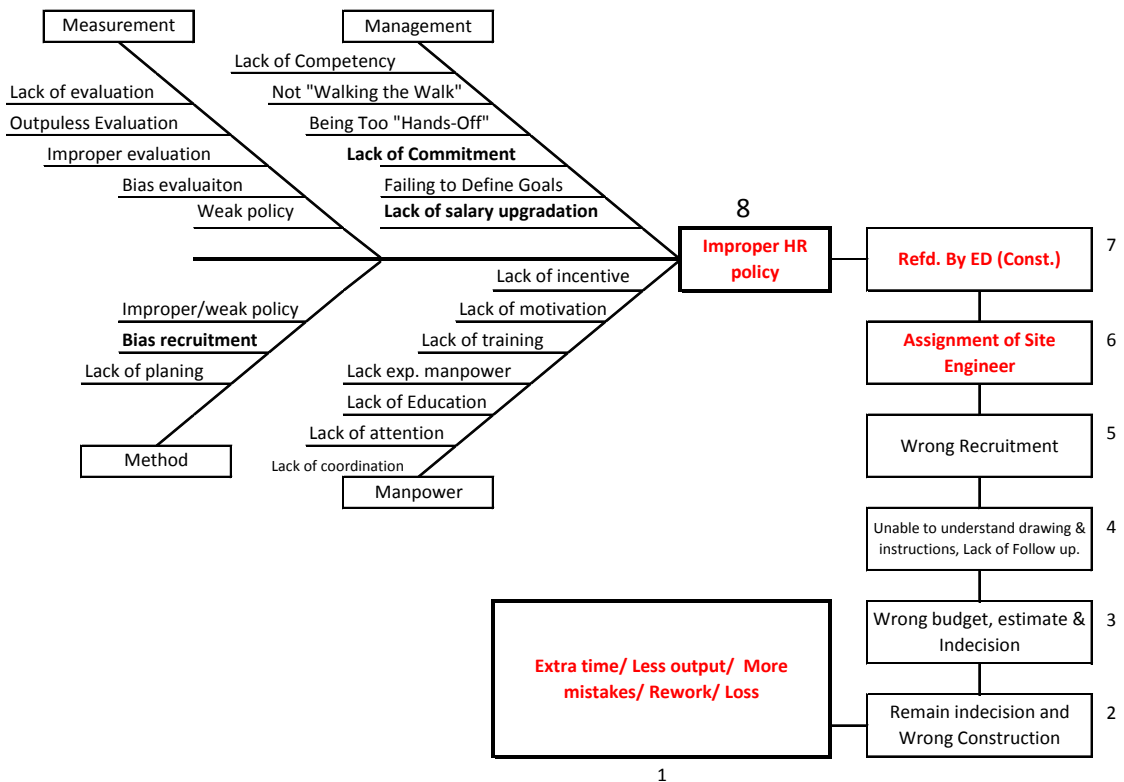 Measurement
Management
Lack of Competency
Lack of evaluation
Not "Walking the Walk"
Outpuless Evaluation
Being Too "Hands-Off"
Improper evaluation
Lack of Commitment
Bias evaluaiton
Failing to Define Goals
Weak policy
Lack of salary upgradation
8
Improper HR
policy
Refd. By ED (Const.)
7
Lack of incentive
Improper/weak policy
Lack of motivation
Bias recruitment
Lack of training
Assignment of Site
Engineer
6
Lack of planing
Lack exp. manpower
Lack of Education
Lack of attention
Wrong Recruitment
5
Method
Lack of coordination
Manpower
Unable to understand drawing &
instructions, Lack of Follow up.
4
Wrong budget, estimate &
Indecision
3
Extra time/ Less output/ More
mistakes/ Rework/ Loss
Remain indecision and
Wrong Construction
2
1